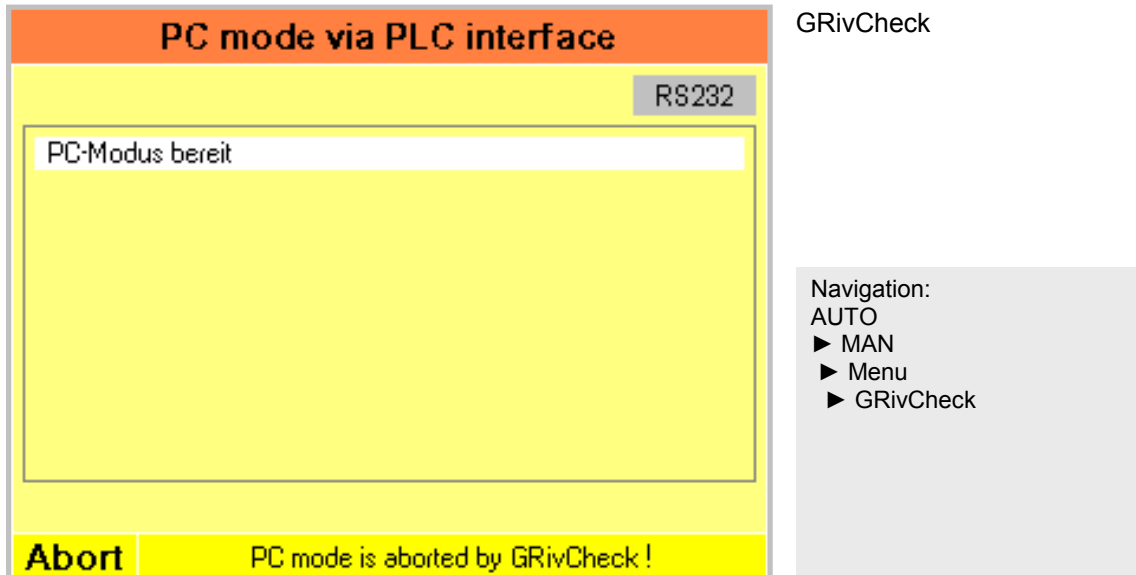 PC mode via PLC interface
RS232
PC-Modus bereit
Abort
PC mode is aborted by GRivCheck !
GRivCheck
Navigation:
AUTO
► MAN
► Menu
► GRivCheck